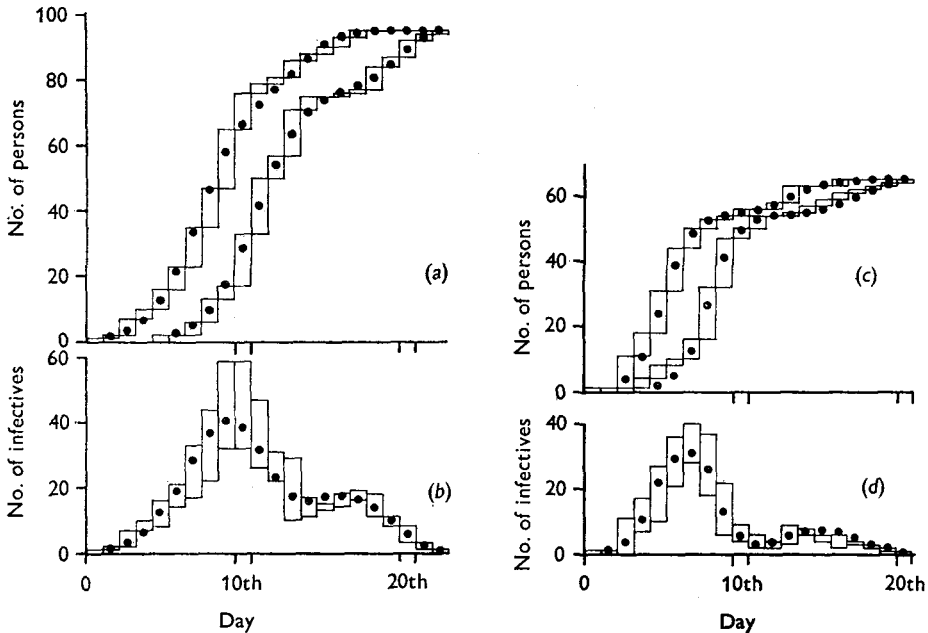 100
80
60
40
20
0
No. of persons
(a)
60
40
20
0
No. of infectives
(b)
0
10th
20th
Day
60
40
20
0
No. of persons
(c)
40
20
0
No. of infectives
(d)
0
10th
20th
Day